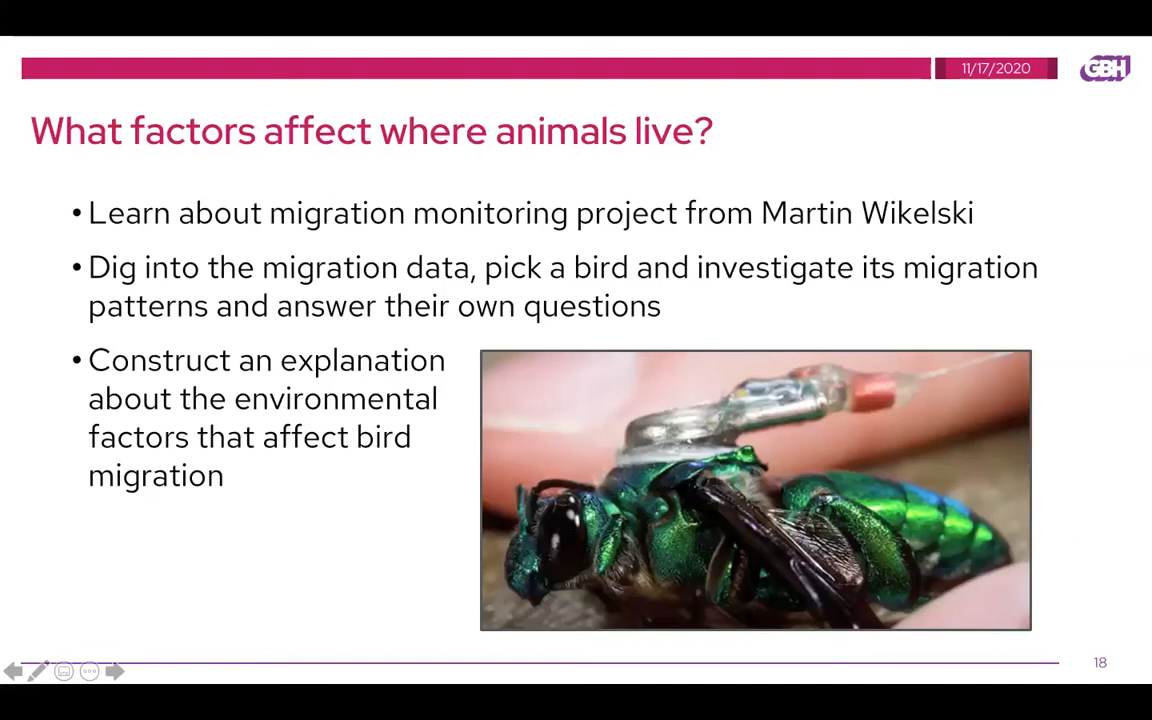 11/17/2020
GBH
What factors affect where animals live?
• Learn about migration monitoring project from Martin Wikelski
• Dig into the migration data, pick a bird and investigate its migration
patterns and answer their own questions
• Construct an explanation
about the environmental
factors that affect bird
migration
18